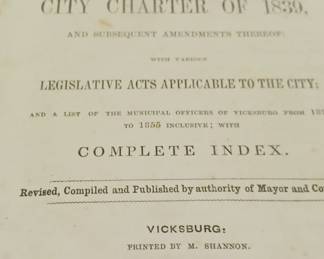 CITY CHARTER OF 1839,
AND SUBSEQUENT AMENDMENTS THEREOF;
WITH VARIOUS
LEGISLATIVE ACTS APPLICABLE TO THE CITY;
AND A LIST OF THE MUNICIPAL OFFICERS OF VICKSBURG FROM
TO 1855 INCLUSIVE; WITH
COMPLETE INDEX.
Revised, Compiled and Published by authority of Mayor and
VICKSBURG:
PRINTED BY M. SHANNON.